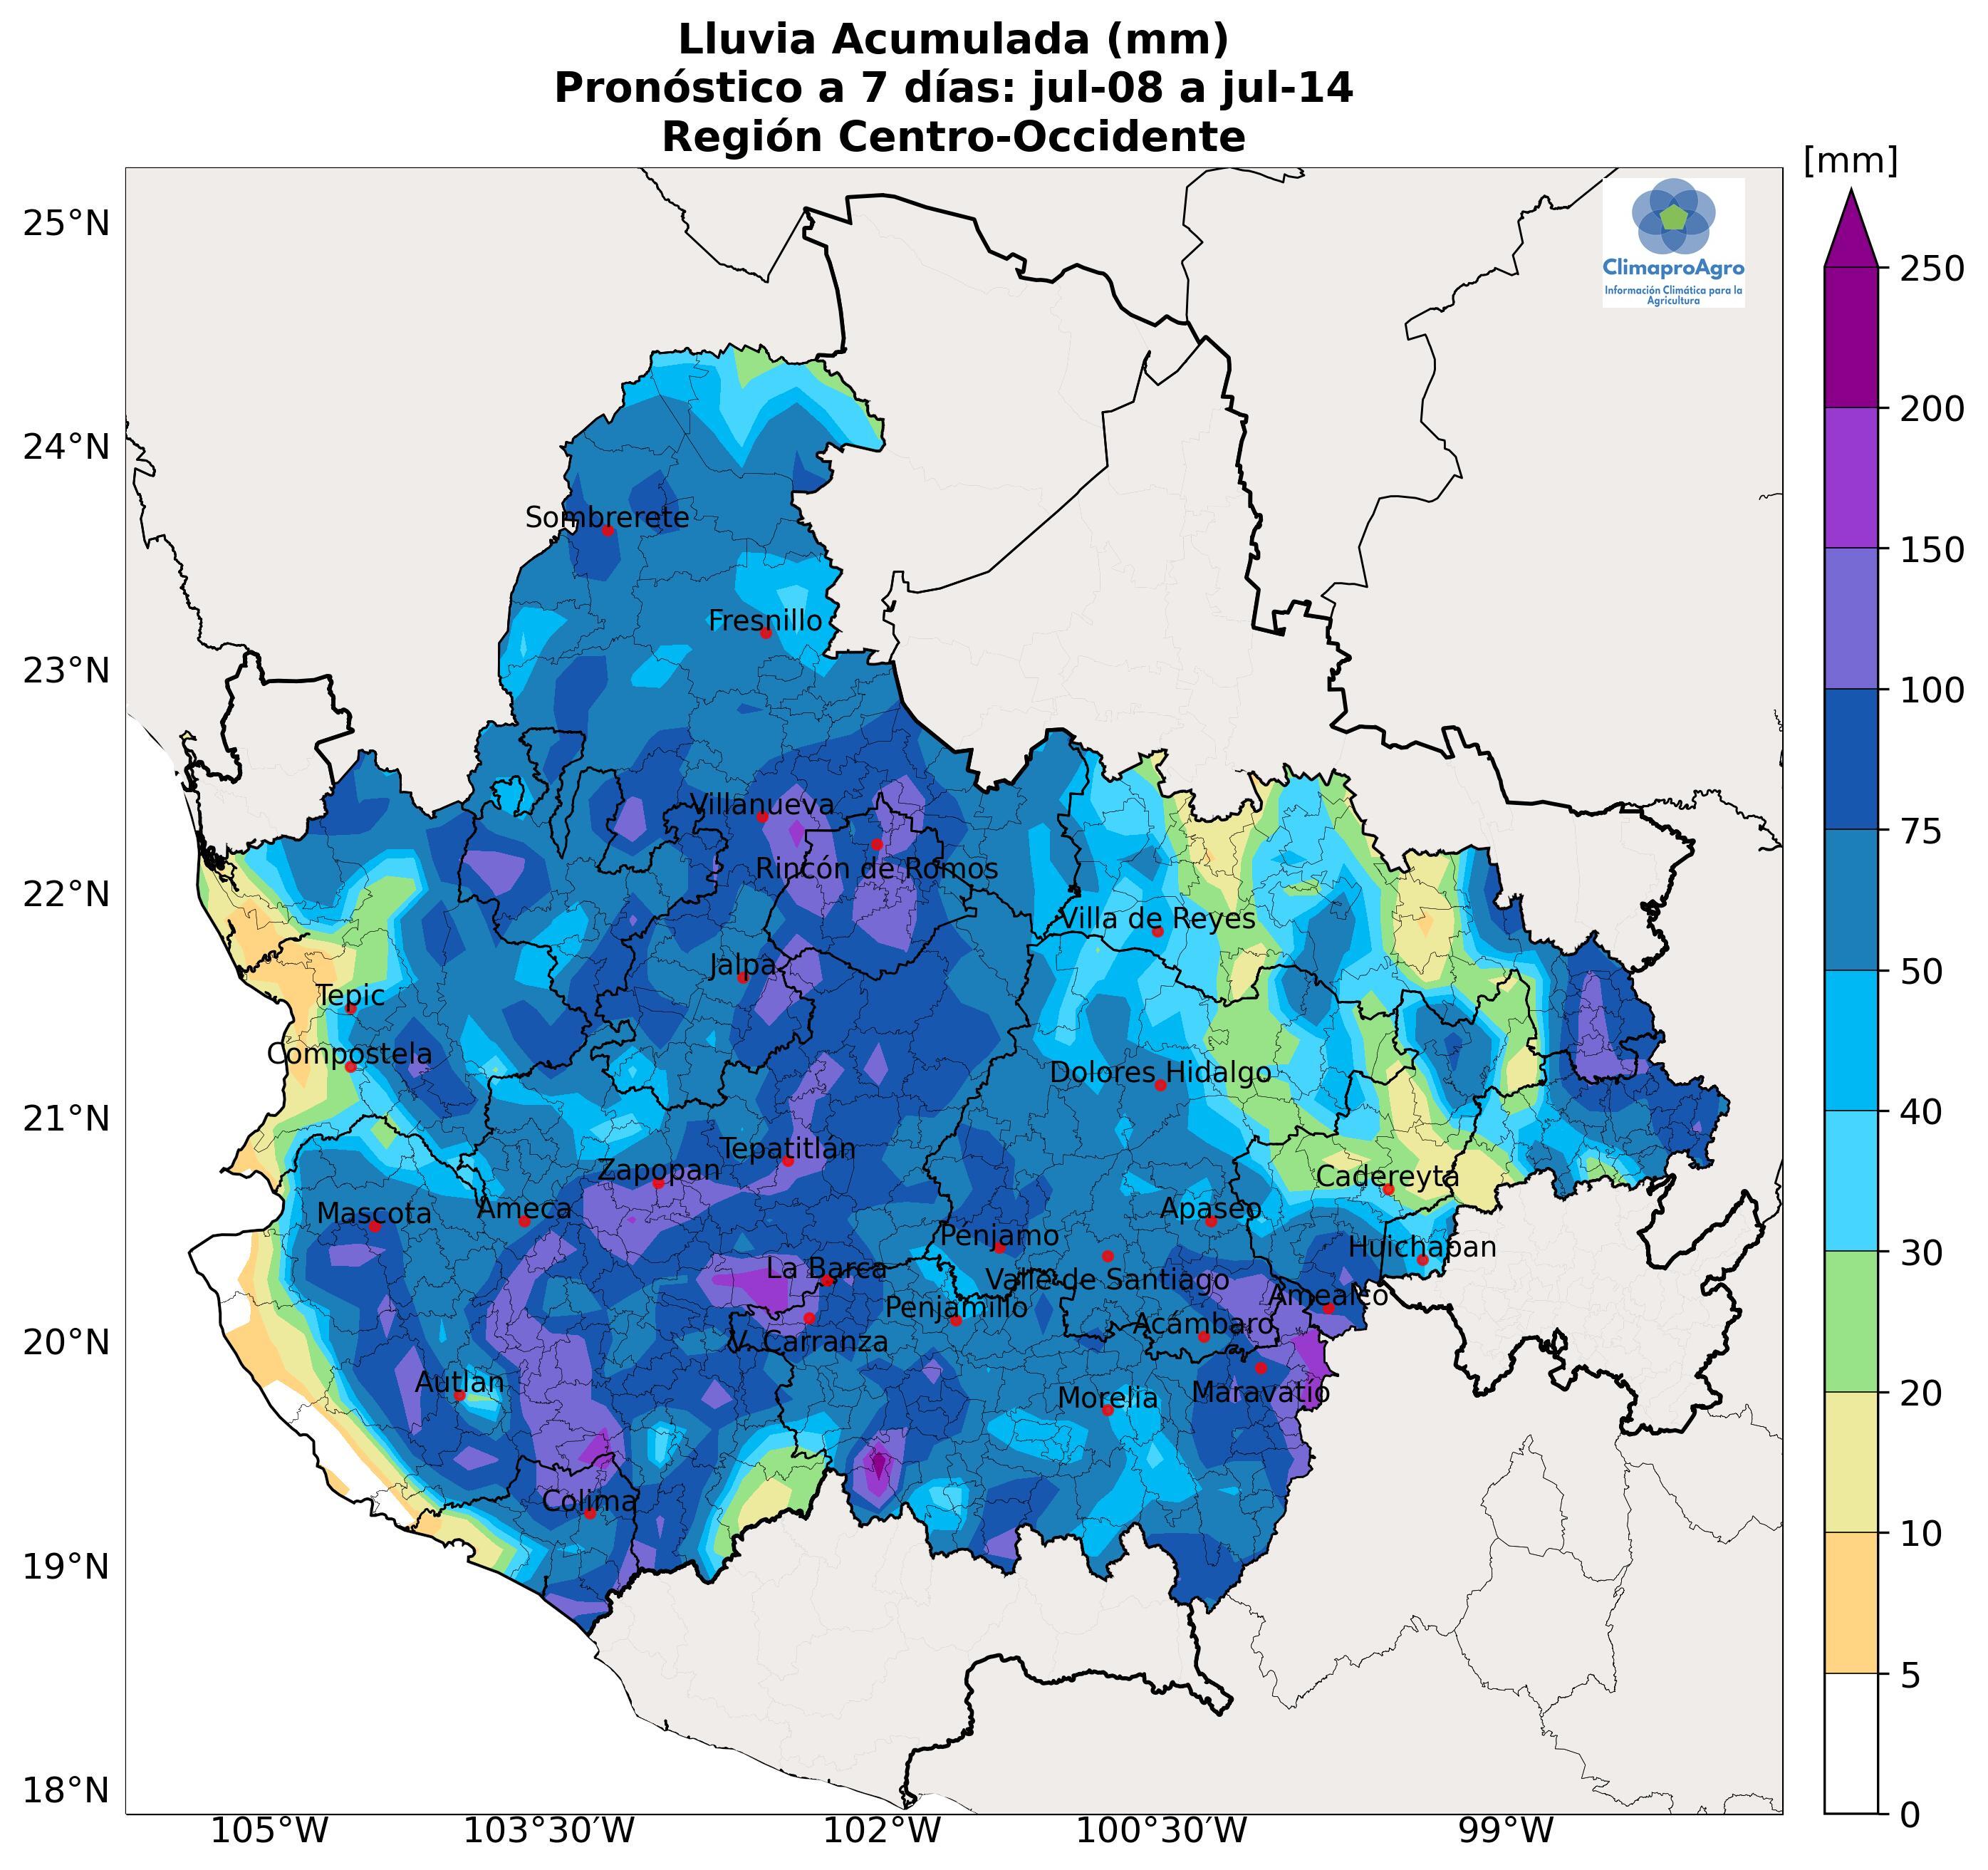 Lluvia Acumulada (mm)
Pronóstico a 7 días: jul-08 a jul-14
Región Centro-Occidente
[mm]
ClimaproAgro
Información Climática para la
Agricultura
25°N
24°N
23°N
22°N
21°N
20°N
19°N
18°N
250
200
150
100
75
50
40
30
20
10
5
0
Sombrerete
Fresnillo
Villanueva
Rincón de Romos
Villa de Reyes
Jalpa
Tepic
Compostela
Dolores Hidalgo
Tepatitlán
Zapopan
Cadereyta
Mascota
Ameca
Apaseo
Pénjamo
Huichapan
La Barca
Valle de Santiago
Amealco
Penjamillo
Acámbaro
V. Carranza
Autlan
Morelia
Maravatío
Colima
105°W
103°30'W
102°W
100°30'W
99°W